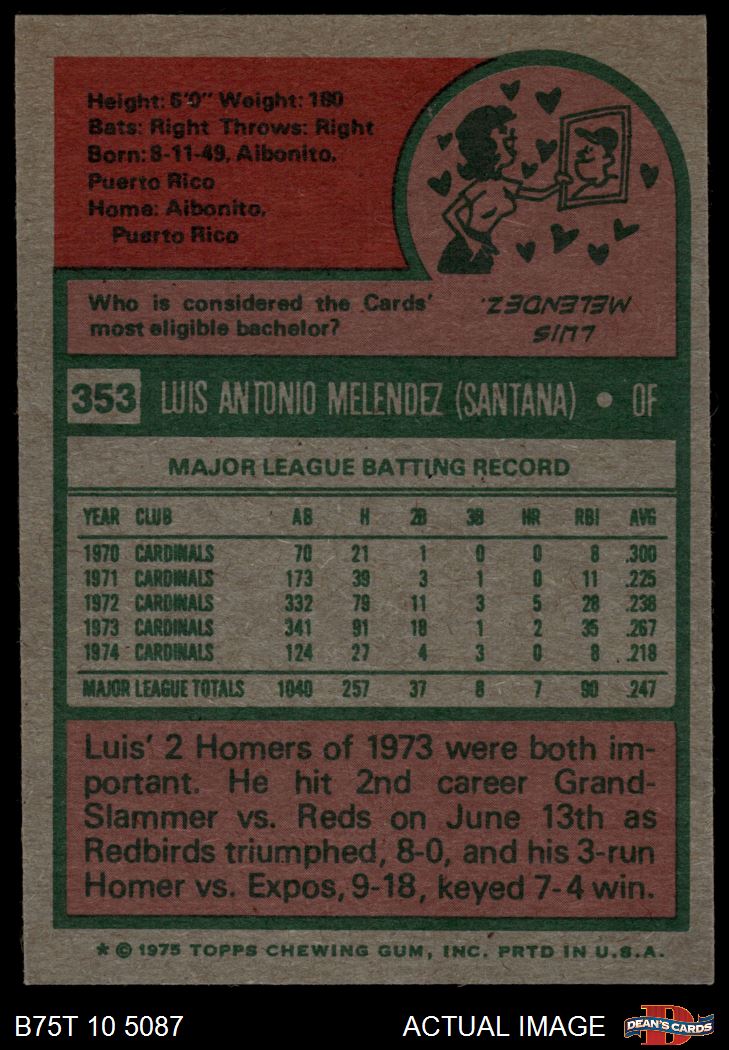 Height: 6'0" Weight: 180
Bats: Right Throws: Right
Born: 8-11-49, Aibonito,
Puerto Rico
Home: Aibonito,
Puerto Rico
Who is considered the Cards'
most eligible bachelor?
LUIS
MELENDEZ.
353 LUIS ANTONIO MELENDEZ (SANTANA) • OF
MAJOR LEAGUE BATTING RECORD
YEAR CLUB AB H 2B 3B HR RBI AVG
1970 CARDINALS 70 21 1 0 0 8 .300
1971 CARDINALS 173 39 3 1 0 11 .225
1972 CARDINALS 332 79 11 3 5 28 .238
1973 CARDINALS 341 91 18 1 2 35 .267
1974 CARDINALS 124 27 4 3 0 8 .218
MAJOR LEAGUE TOTALS 1040 257 37 8 7 90 .247
Luis' 2 Homers of 1973 were both im-
portant. He hit 2nd career Grand-
Slammer vs. Reds on June 13th as
Redbirds triumphed, 8-0, and his 3-run
Homer vs. Expos, 9-18, keyed 7-4 win.
* © 1975 TOPPS CHEWING GUM, INC. PRTD IN U.S.A.
B75T 10 5087 ACTUAL IMAGE DEAN'S CARDS